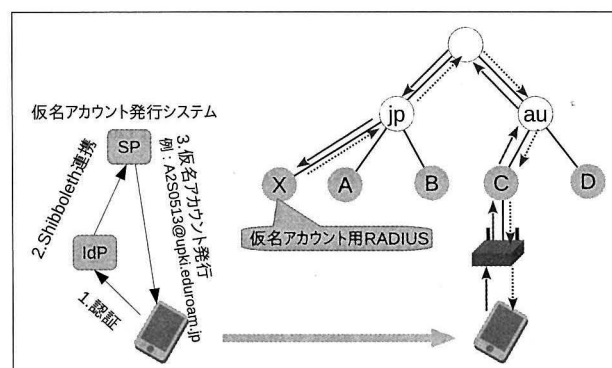 仮名アカウント発行システム
SP
2.Shibboleth連携
3.仮名アカウント発行
例：A2S0513@upki.eduroam.jp
IdP
1.認証
jp
au
X
A
B
C
D
仮名アカウント用RADIUS